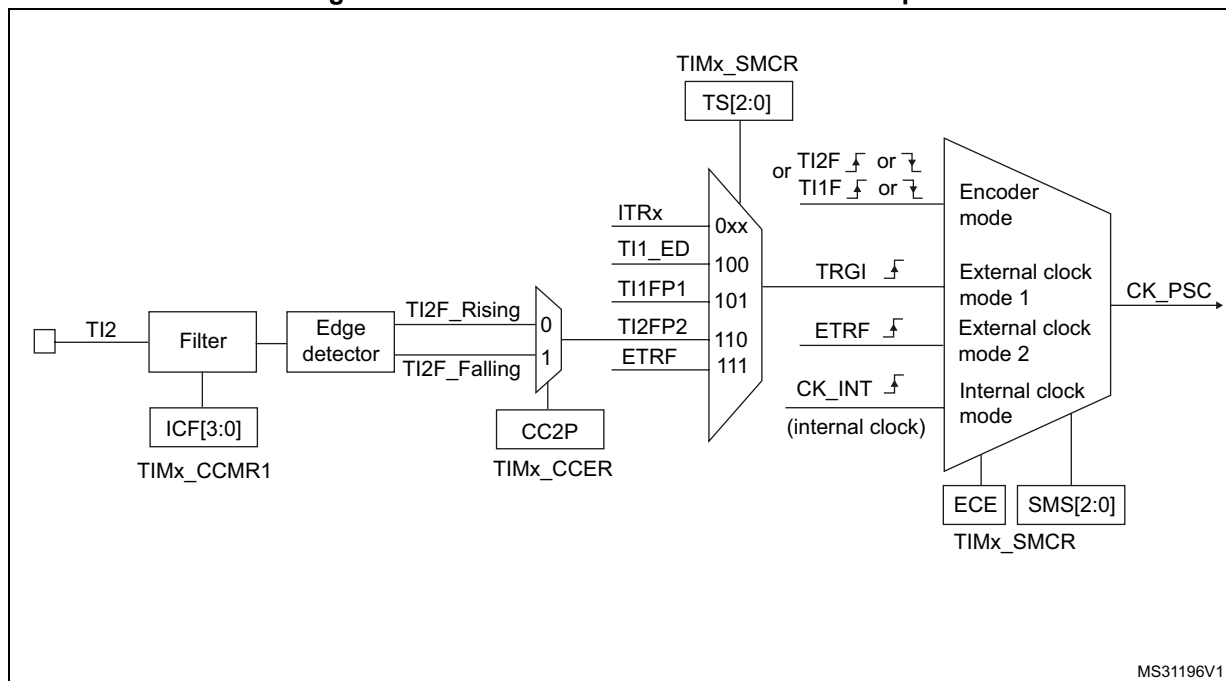 TIMx_SMCR
TS[2:0]
or TI2F or
TI1F or
Encoder
mode
ITRx
0xx
TI1_ED
100
TI1FP1
101
TI2FP2
110
ETRF
111
TRGI
External clock
mode 1
CK_PSC
ETRF
External clock
mode 2
CK_INT
(internal clock)
Internal clock
mode
TI2
Filter
Edge
detector
TI2F_Rising
0
TI2F_Falling
1
ICF[3:0]
TIMx_CCMR1
CC2P
TIMx_CCER
ECE
SMS[2:0]
TIMx_SMCR
MS31196V1